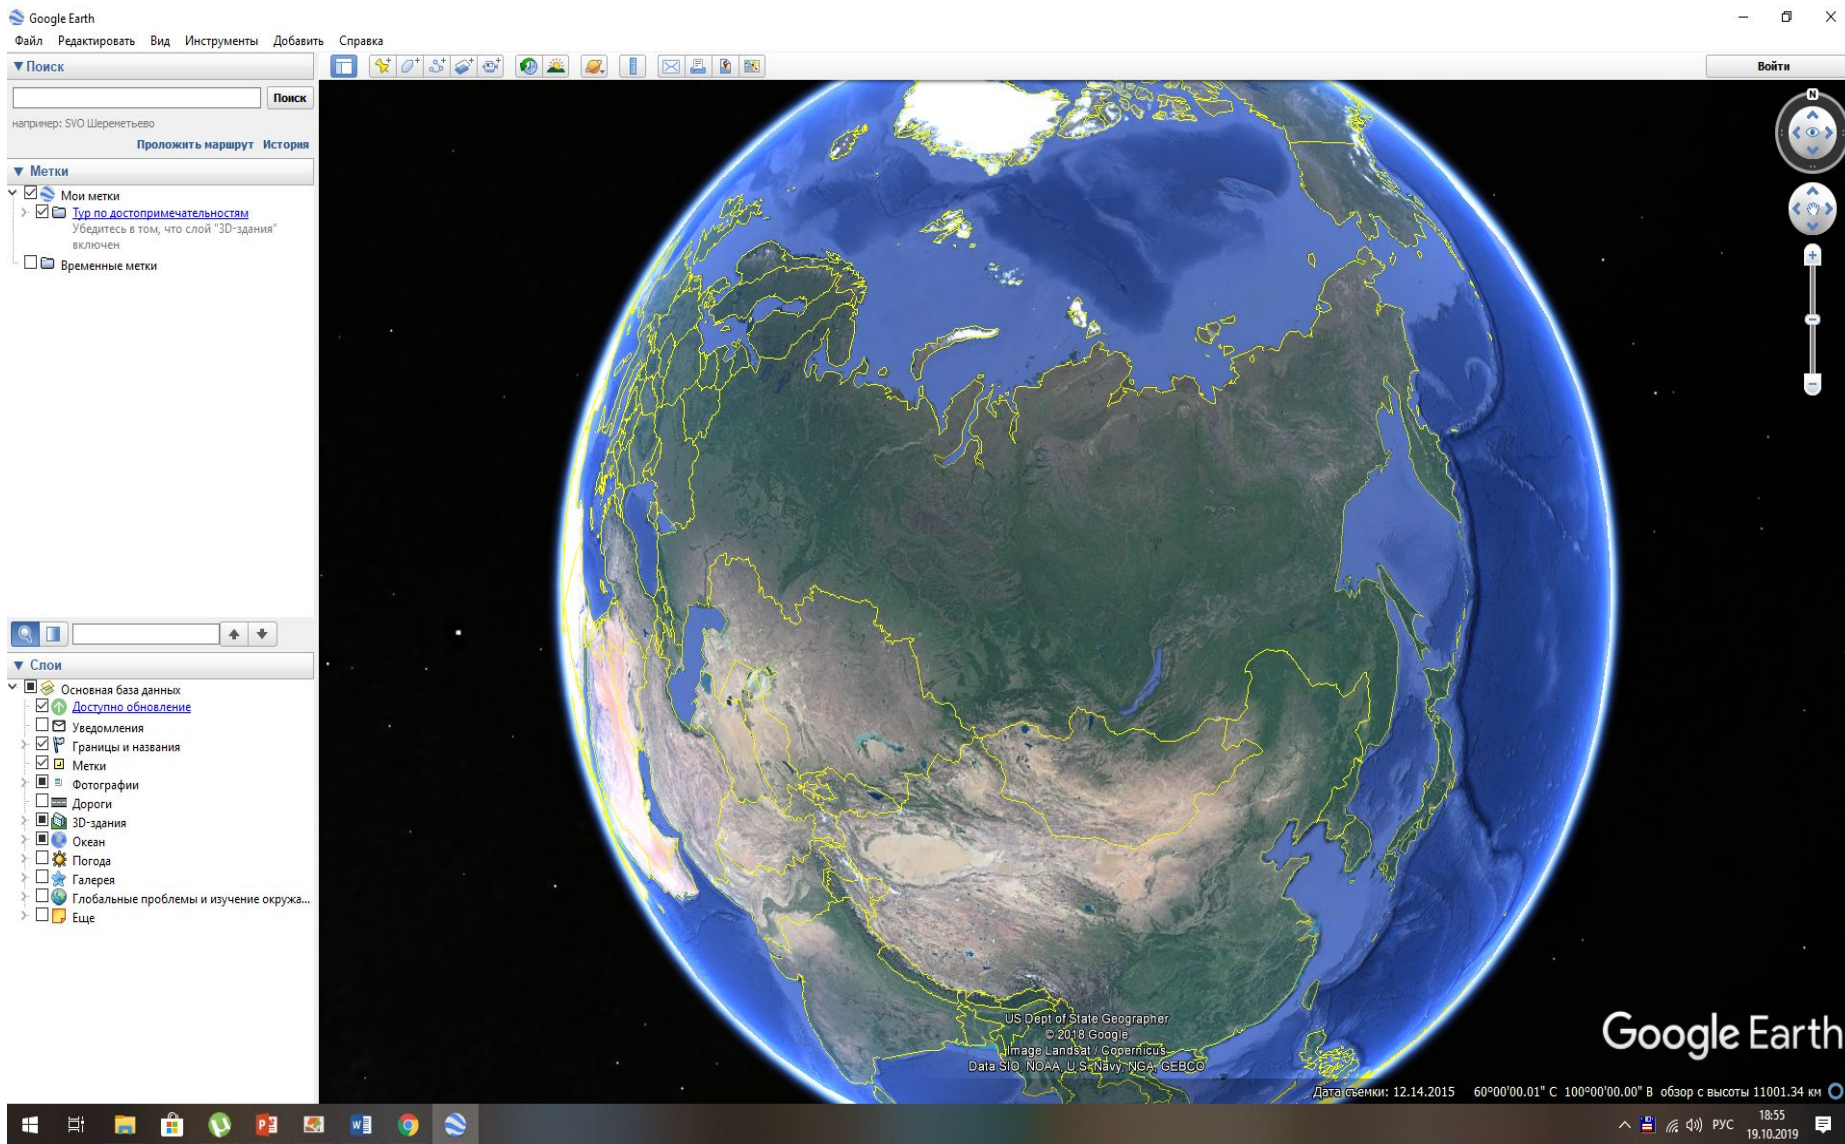 Google Earth
Файл Редактировать Вид Инструменты Добавить Справка
Поиск
Войти
Поиск
например: SVO Шереметьево
Проложить маршрут История
Метки
Мои метки
Тур по достопримечательностям
Убедитесь в том, что слой "3D-здания"
включен
Временные метки
Слои
Основная база данных
Доступно обновление
Уведомления
Границы и названия
Метки
Фотографии
Дороги
3D-здания
Океан
Погода
Галерея
Глобальные проблемы и изучение окружа...
Еще
N
US Dept of State Geographer
© 2018 Google
Image Landsat / Copernicus
Data SIO, NOAA, U.S. Navy, NGA, GEBCO
Google Earth
Дата съемки: 12.14.2015 60°00'00.01" С 100°00'00.00" В обзор с высоты 11001.34 км
РУС
18:55
19.10.2019